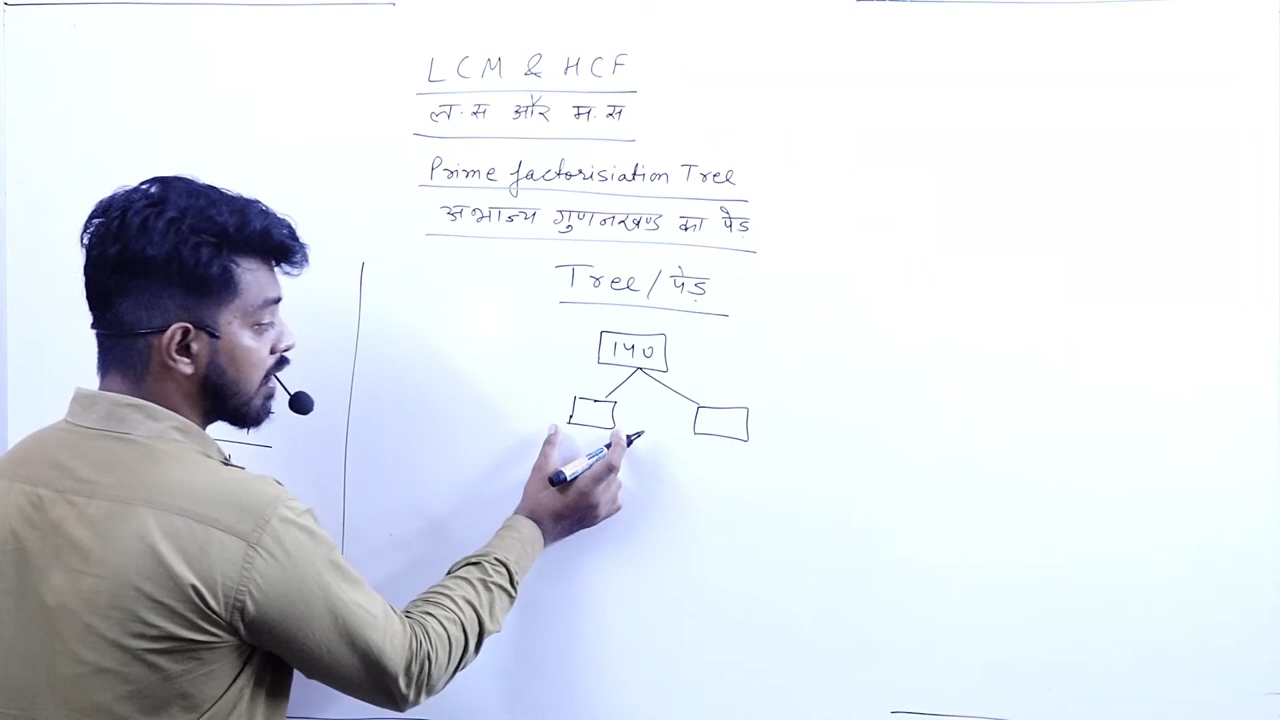 LCM & HCF
ल.स और म.स
Prime factorisiation Tree
अभाज्य गुणनखण्ड का पेड़
Tree/पेड़
140